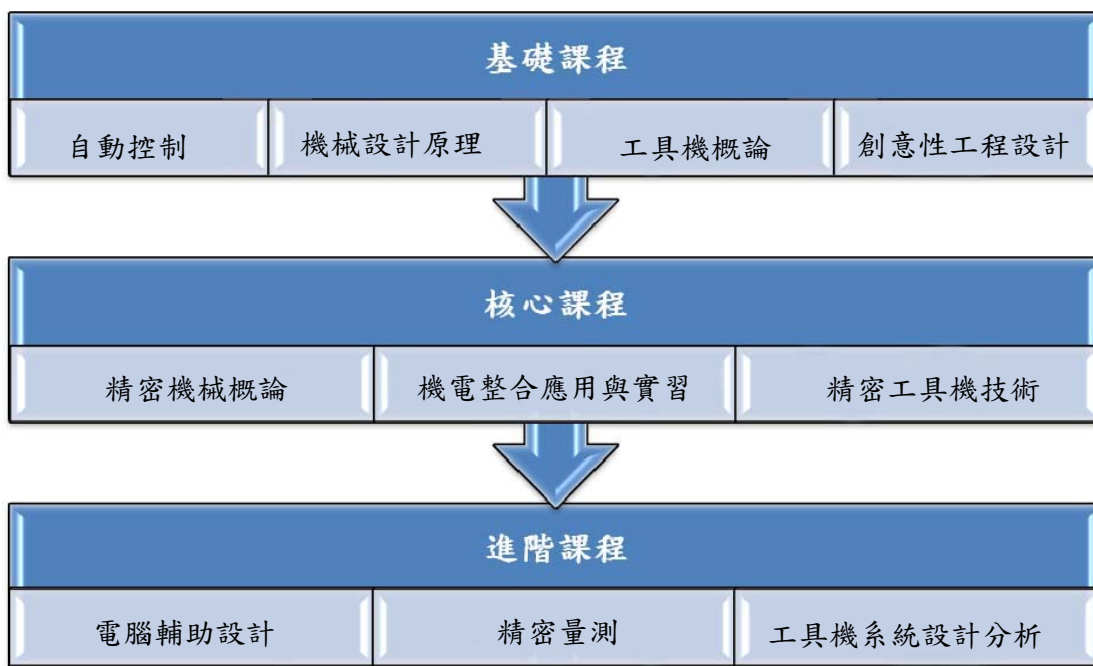 基礎課程
自動控制
機械設計原理
工具機概論
創意性工程設計
核心課程
精密機械概論
機電整合應用與實習
精密工具機技術
進階課程
電腦輔助設計
精密量測
工具機系統設計分析